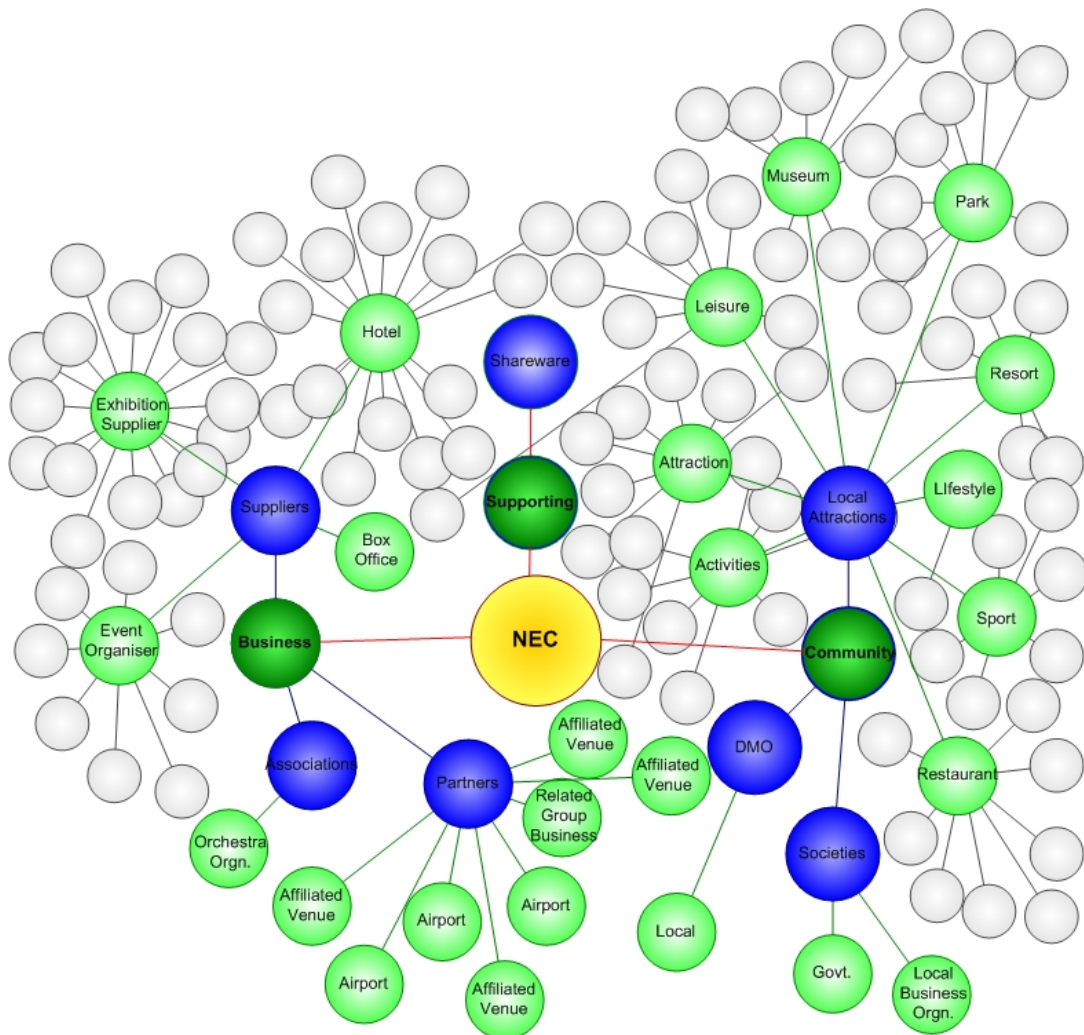 Museum
Park
Hotel
Leisure
Shareware
Resort
Exhibition
Supplier
Attraction
Supporting
Suppliers
Local
Attractions
LIfestyle
Box
Office
Activities
Event
Organiser
Business
NEC
Community
Sport
Affiliated
Venue
DMO
Associations
Partners
Affiliated
Venue
Restaurant
Related
Group
Business
Orchestra
Orgn.
Societies
Affiliated
Venue
Airport
Airport
Local
Airport
Affiliated
Venue
Govt.
Local
Business
Orgn.